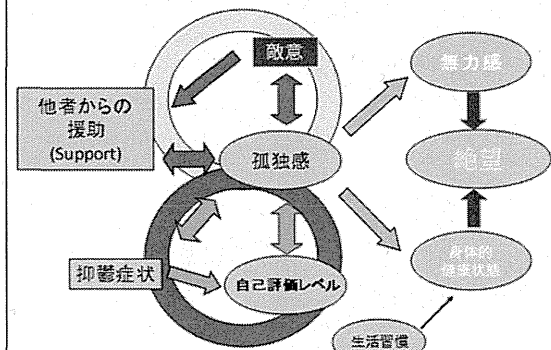 敵意
無力感
他者からの
援助
(Support)
孤独感
絶望
抑鬱症状
自己評価レベル
身体的
健康状態
生活習慣